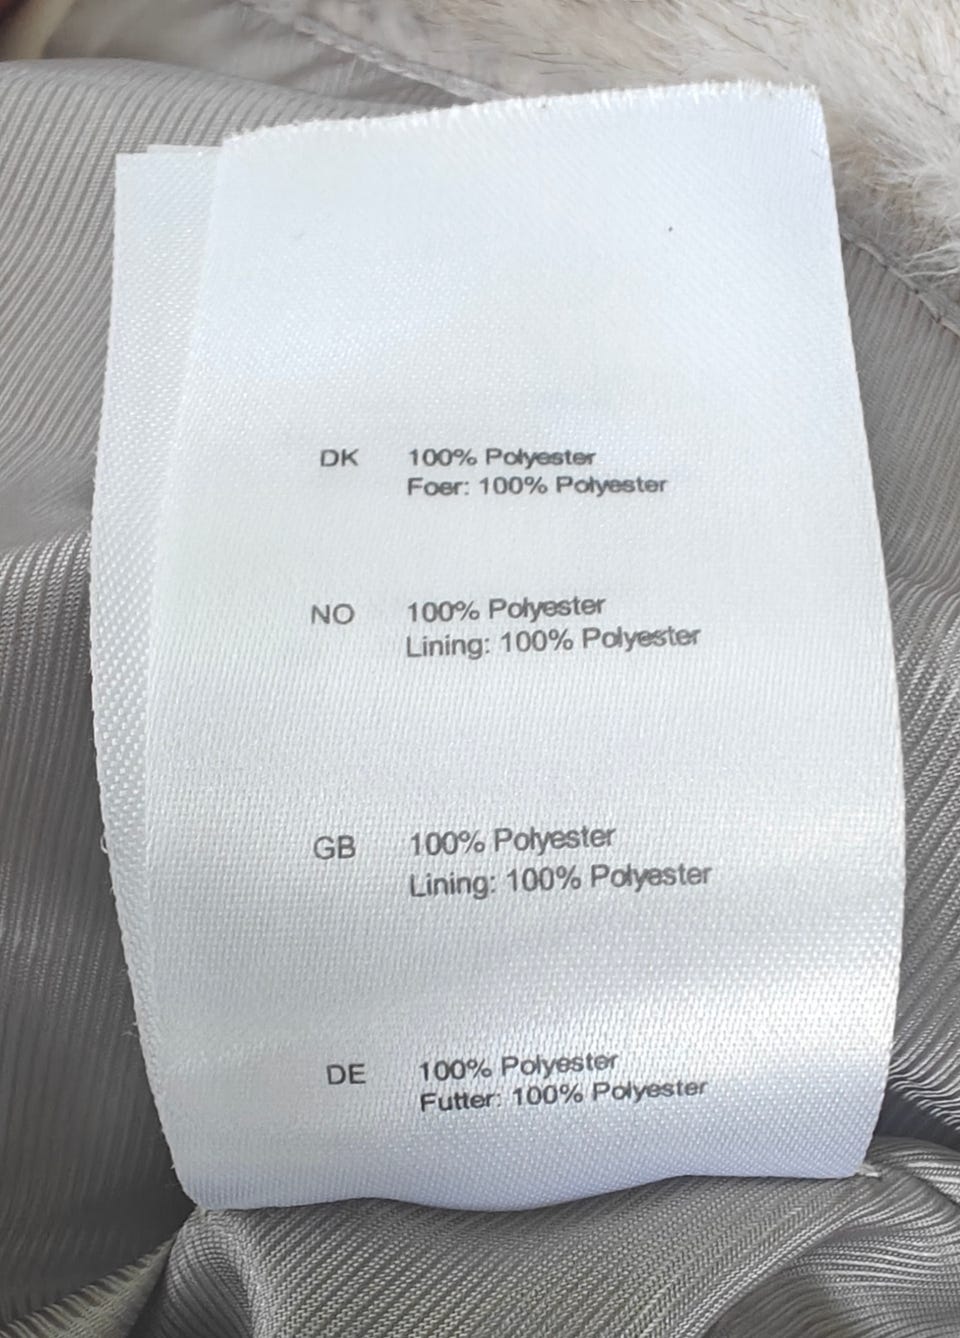 DK 100% Polyester
Foer: 100% Polyester
NO 100% Polyester
Lining: 100% Polyester
GB 100% Polyester
Lining: 100% Polyester
DE 100% Polyester
Futter: 100% Polyester